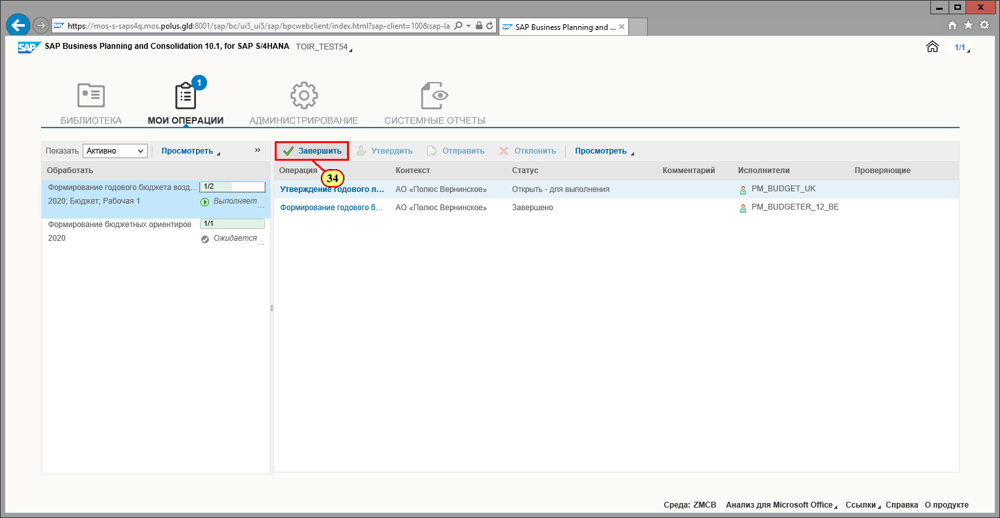 https://mos-s-saps4q.mos.polus.gld:8001/sap/bc/ui5_ui5/sap/bpcwebclient/index.html?sap-client=100&sap-la
SAP Business Planning and ...
SAP
SAP Business Planning and Consolidation 10.1, for SAP S/4HANA
TOIR_TEST54
1/1
1
БИБЛИОТЕКА
МОИ ОПЕРАЦИИ
АДМИНИСТРИРОВАНИЕ
СИСТЕМНЫЕ ОТЧЕТЫ
Показать Активно Просмотреть »
Завершить Утвердить Отправить Отклонить Просмотреть
34
Обработать
Формирование годового бюджета возд... 1/2
2020; Бюджет; Рабочая 1 Выполняет...
Формирование бюджетных ориентиров 1/1
2020 Ожидается...
Операция Контекст Статус Комментарий Исполнители Проверяющие
Утверждение годового л... АО «Полюс Вернинское» Открыть - для выполнения PM_BUDGET_UK
Формирование годового б... АО «Полюс Вернинское» Завершено PM_BUDGETER_12_BE
Среда: ZMCB Анализ для Microsoft Office Ссылки Справка О продукте